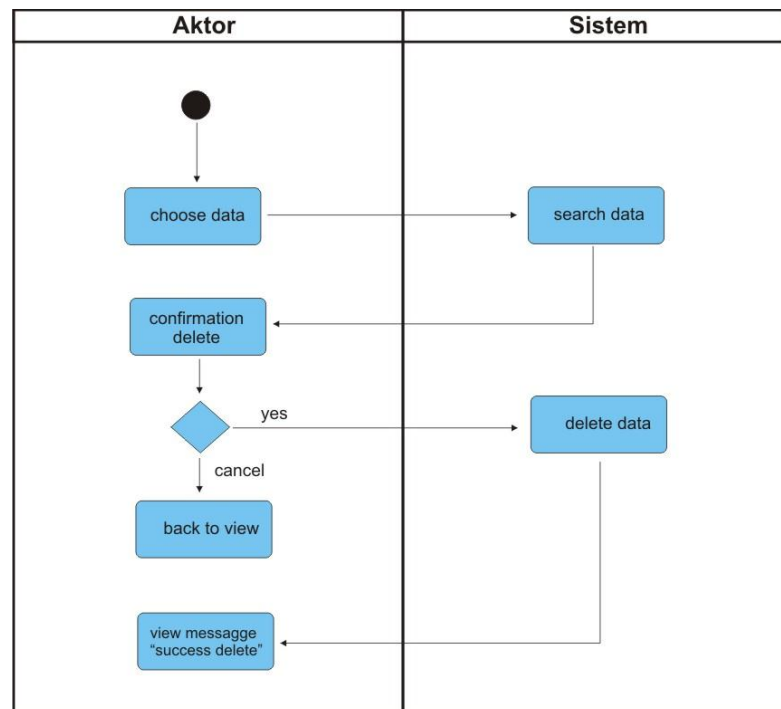 Aktor
Sistem
choose data
search data
confirmation
delete
yes
delete data
cancel
back to view
view messagge
“success delete”